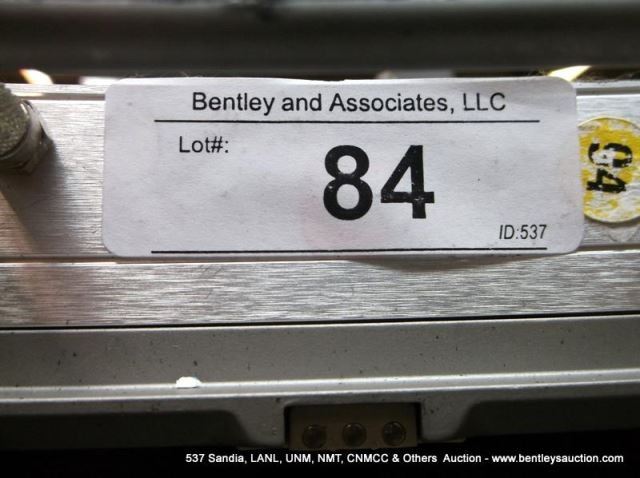 Bentley and Associates, LLC
Lot#:
84
ID:537
94
537 Sandia, LANL, UNM, NMT, CNMCC & Others Auction - www.bentleysauction.com